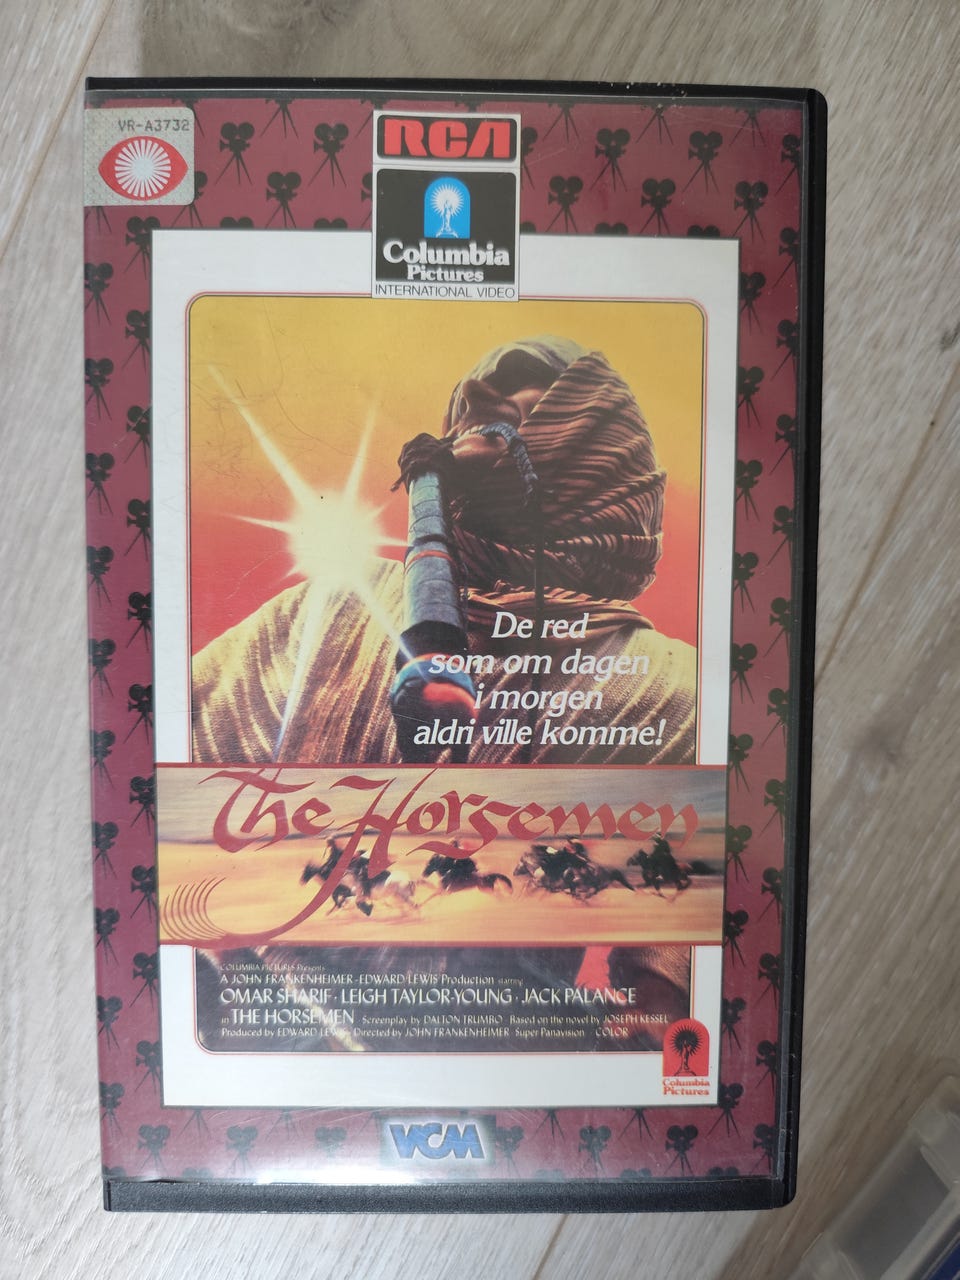 VR-A3732
RCA
Columbia
Pictures
INTERNATIONAL VIDEO
De red
som om dagen
i morgen
aldri ville komme!
The Horsemen
COLUMBIA PICTURES Presents
A JOHN FRANKENHEIMER-EDWARD LEWIS Production starring
OMAR SHARIF · LEIGH TAYLOR-YOUNG · JACK PALANCE
in THE HORSEMEN Screenplay by DALTON TRUMBO Based on the novel by JOSEPH KESSEL
Produced by EDWARD LEWIS Directed by JOHN FRANKENHEIMER Super Panavision COLOR
Columbia
Pictures
VCM